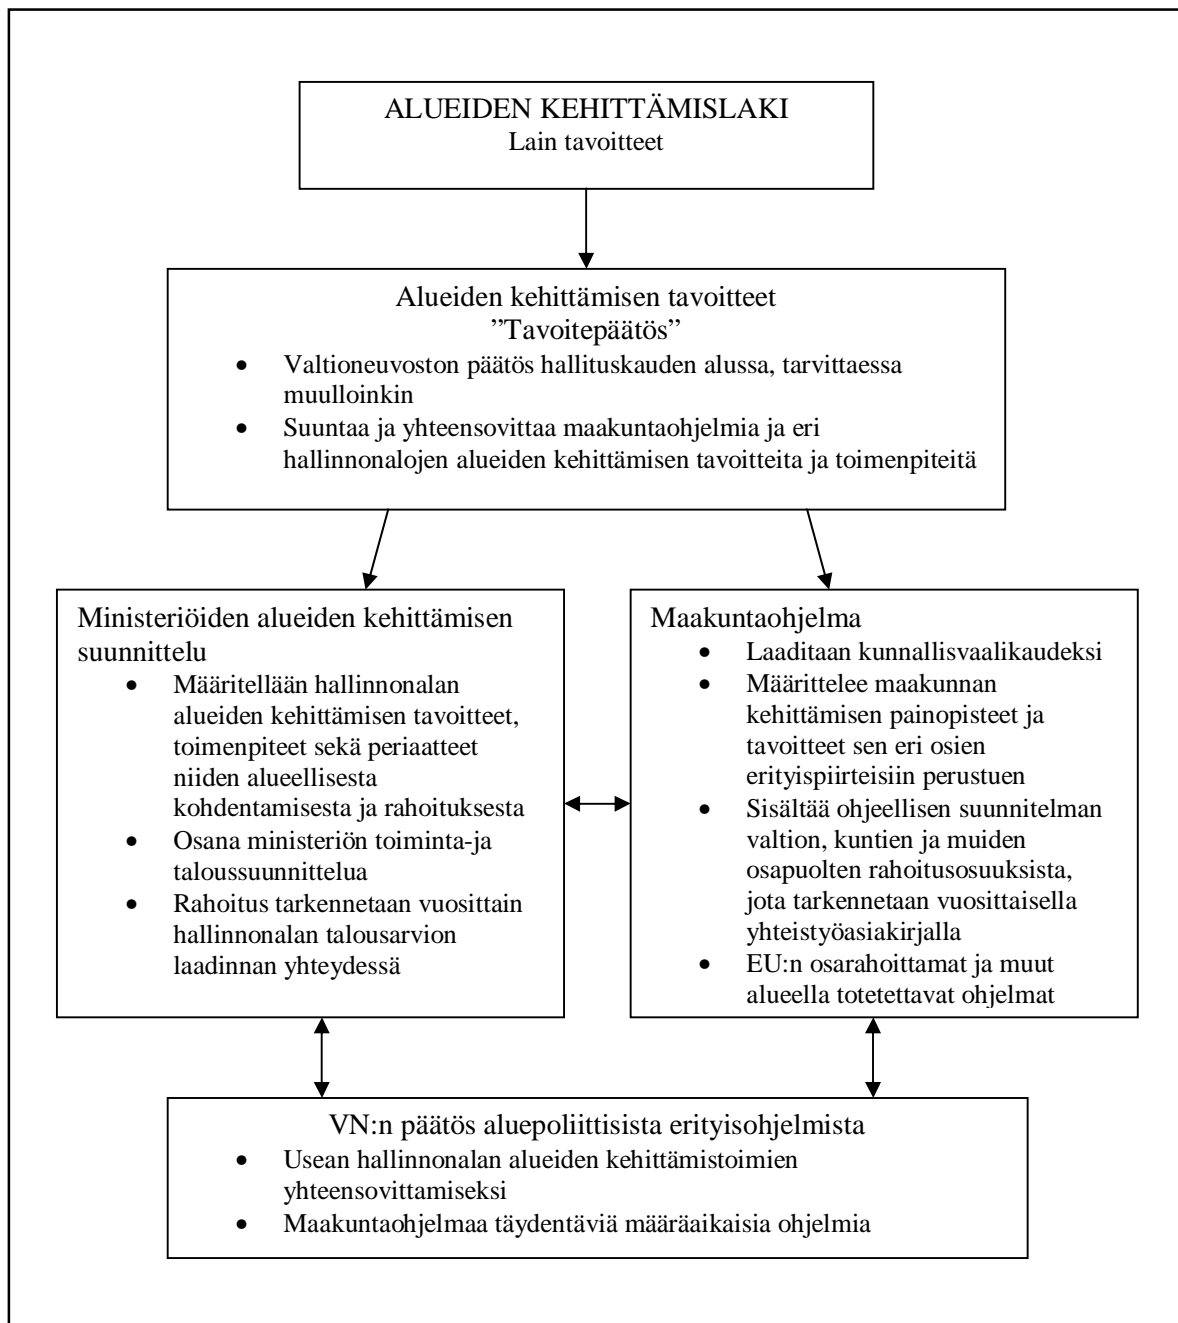 ALUEIDEN KEHITTÄMISLAKI
Lain tavoitteet
Alueiden kehittämisen tavoitteet
”Tavoitepäätös”
• Valtioneuvoston päätös hallituskauden alussa, tarvittaessa
muulloinkin
• Suuntaa ja yhteensovittaa maakuntaohjelmia ja eri
hallinnonalojen alueiden kehittämisen tavoitteita ja toimenpiteitä
Ministeriöiden alueiden kehittämisen
suunnittelu
• Määritellään hallinnonalan
alueiden kehittämisen tavoitteet,
toimenpiteet sekä periaatteet
niiden alueellisesta
kohdentamisesta ja rahoituksesta
• Osana ministeriön toiminta-ja
taloussuunnittelua
• Rahoitus tarkennetaan vuosittain
hallinnonalan talousarvion
laadinnan yhteydessä
Maakuntaohjelma
• Laaditaan kunnallisvaalikaudeksi
• Määrittelee maakunnan
kehittämisen painopisteet ja
tavoitteet sen eri osien
erityispiirteisiin perustuen
• Sisältää ohjeellisen suunnitelman
valtion, kuntien ja muiden
osapuolten rahoitusosuuksista,
jota tarkennetaan vuosittaisella
yhteistyöasiakirjalla
• EU:n osarahoittamat ja muut
alueella totetettavat ohjelmat
VN:n päätös aluepoliittisista erityisohjelmista
• Usean hallinnonalan alueiden kehittämistoimien
yhteensovittamiseksi
• Maakuntaohjelmaa täydentäviä määräaikaisia ohjelmia